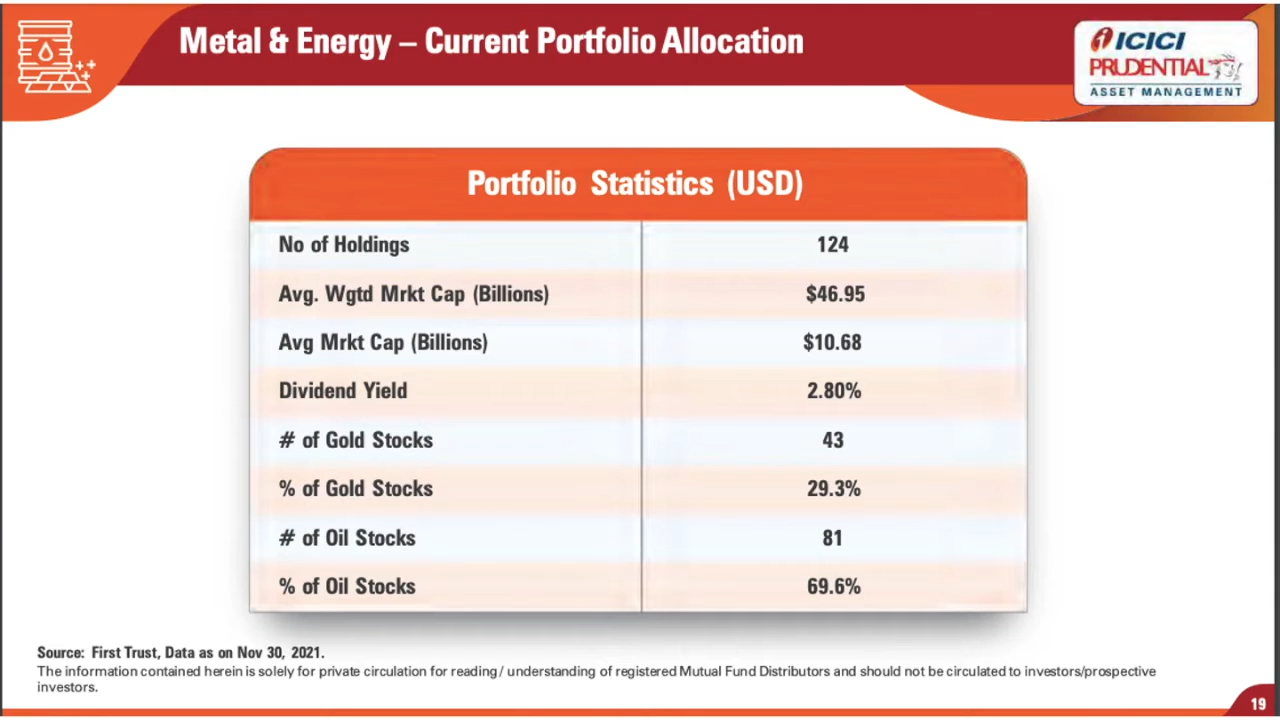 Metal & Energy – Current Portfolio Allocation
ICICI
PRUDENTIAL
ASSET MANAGEMENT
Portfolio Statistics (USD)
No of Holdings 124
Avg. Wgtd Mrkt Cap (Billions) $46.95
Avg Mrkt Cap (Billions) $10.68
Dividend Yield 2.80%
# of Gold Stocks 43
% of Gold Stocks 29.3%
# of Oil Stocks 81
% of Oil Stocks 69.6%
Source: First Trust, Data as on Nov 30, 2021.
The information contained herein is solely for private circulation for reading/ understanding of registered Mutual Fund Distributors and should not be circulated to investors/prospective
investors.
19